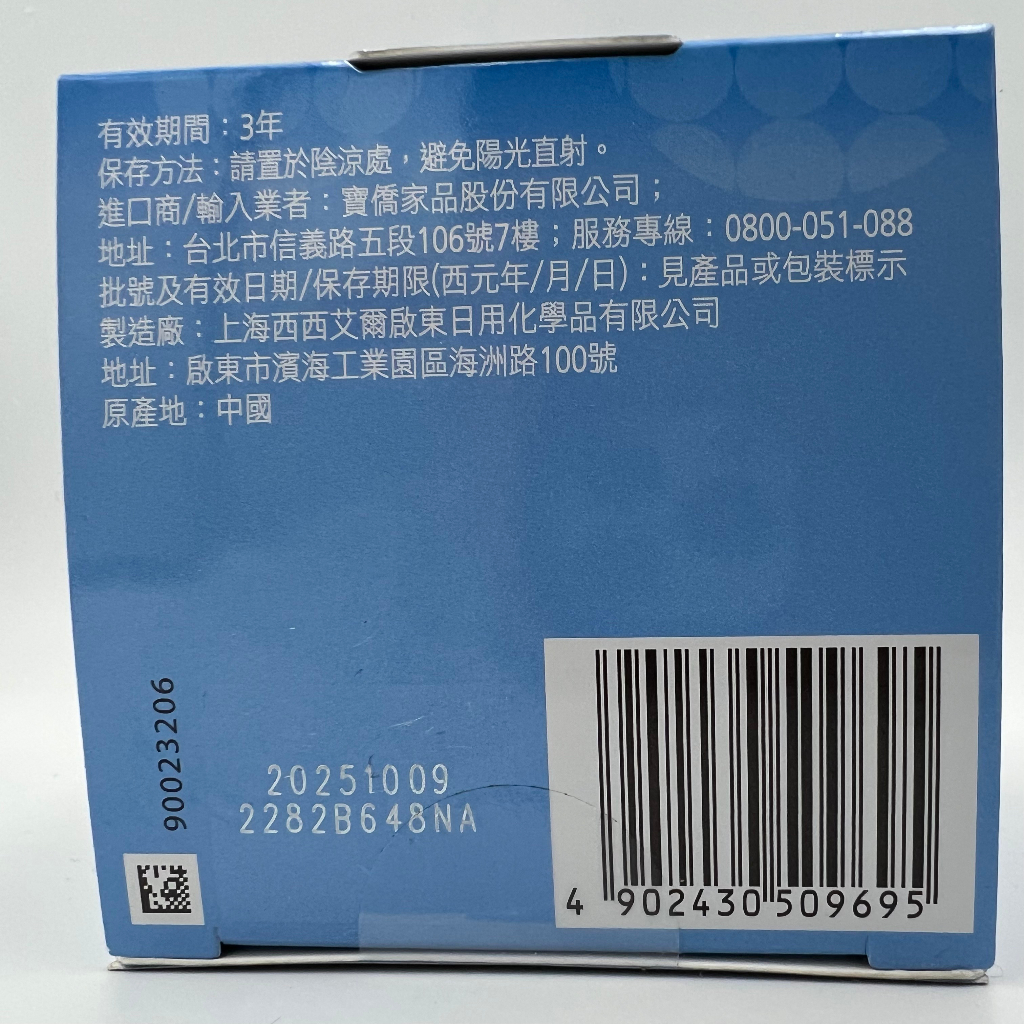 有效期間：3年
保存方法：請置於陰涼處，避免陽光直射。
進口商/輸入業者：寶僑家品股份有限公司；
地址：台北市信義路五段106號7樓；服務專線：0800-051-088
批號及有效日期/保存期限(西元年/月/日)：見產品或包裝標示
製造廠：上海西西艾爾啟東日用化學品有限公司
地址：啟東市濱海工業園區海洲路100號
原產地：中國
90023206
20251009
2282B648NA
4 902430 509695